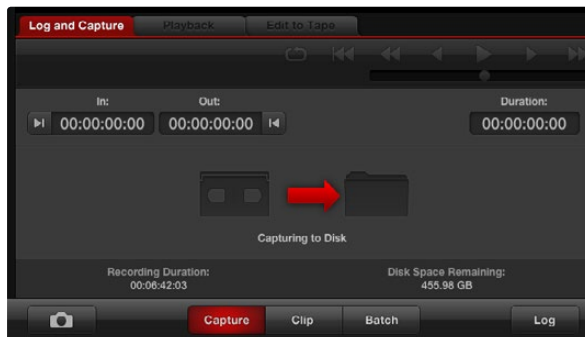 Log and Capture Playback Edit to Tape
In: Out: Duration:
00:00:00:00 00:00:00:00 00:00:00:00
Capturing to Disk
Recording Duration: Disk Space Remaining:
00:06:42:03 455.98 GB
Capture Clip Batch Log